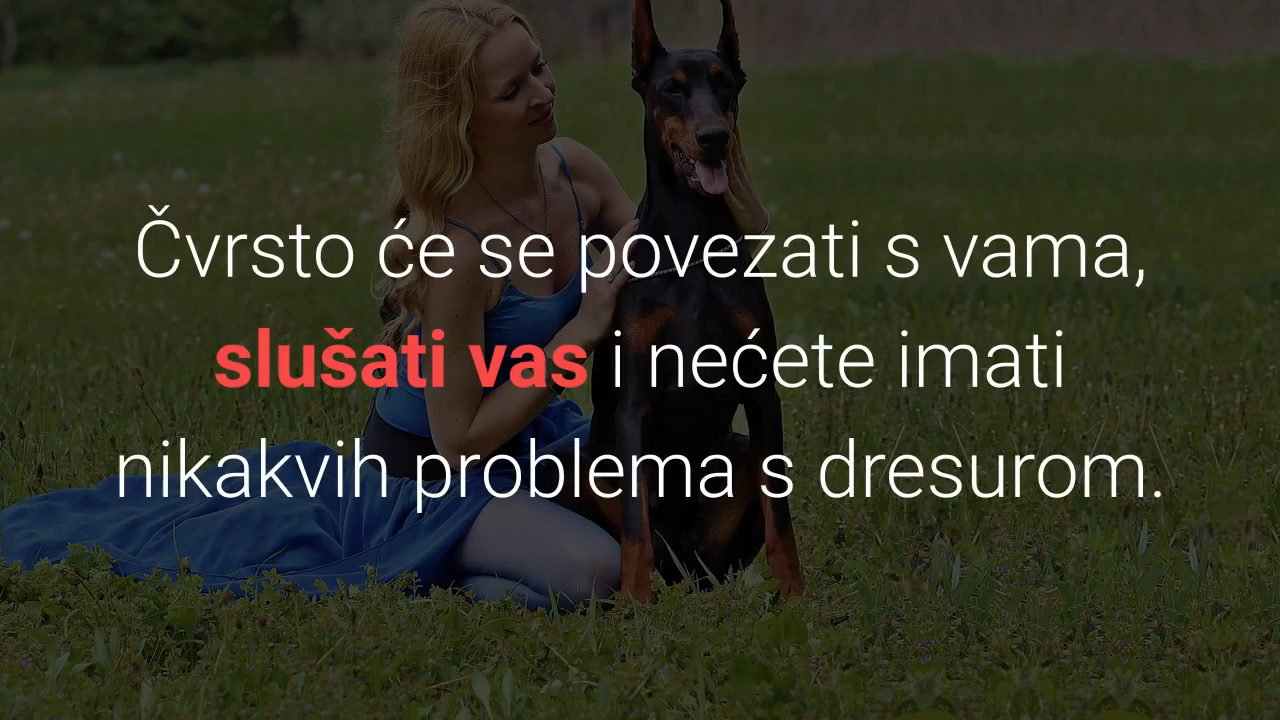 Čvrsto će se povezati s vama,
slušati vas i nećete imati
nikakvih problema s dresurom.